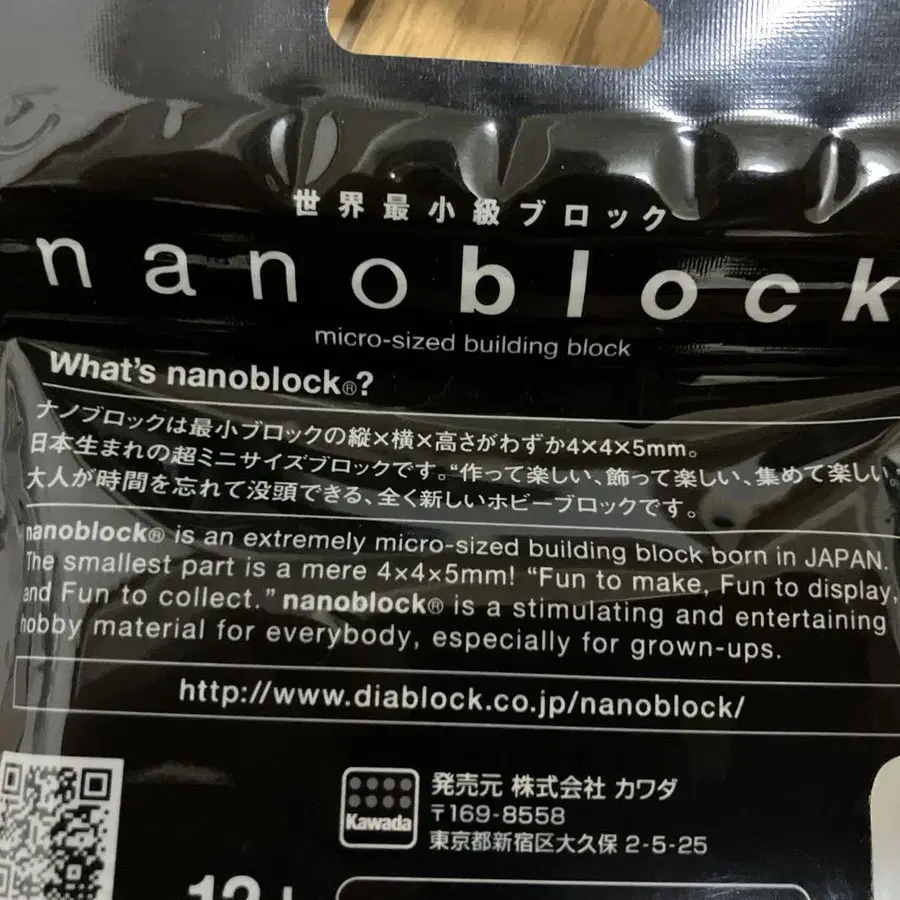 世界最小級ブロック
nanoblock
micro-sized building block
What's nanoblock®?
ナノブロックは最小ブロックの縦×横×高さがわずか4×4×5mm。
日本生まれの超ミニサイズブロックです。“作って楽しい、飾って楽しい、集めて楽しい。
大人が時間を忘れて没頭できる、全く新しいホビーブロックです。
nanoblock® is an extremely micro-sized building block born in JAPAN.
The smallest part is a mere 4×4×5mm! “Fun to make, Fun to display,
and Fun to collect.” nanoblock® is a stimulating and entertaining
hobby material for everybody, especially for grown-ups.
http://www.diablock.co.jp/nanoblock/
Kawada
発売元 株式会社 カワダ
〒169-8558
東京都新宿区大久保 2-5-25
12+